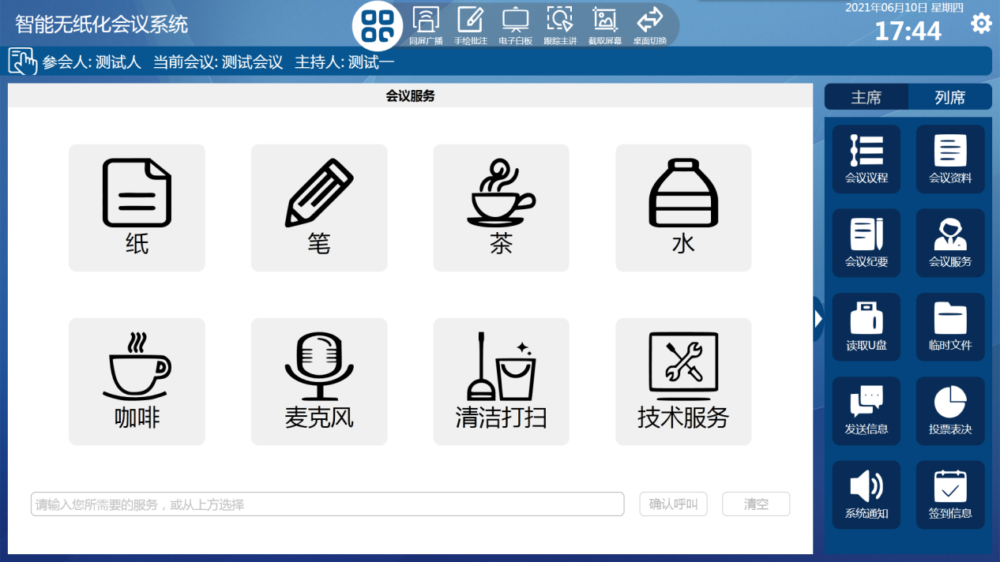 智能无纸化会议系统
同屏广播 手绘批注 电子白板 跟踪主讲 截取屏幕 桌面切换
2021年06月10日 星期四
17:44
参会人: 测试人 当前会议: 测试会议 主持人: 测试一
会议服务
主席 列席
纸 笔 茶 水
咖啡 麦克风 清洁打扫 技术服务
请输入您所需要的服务，或从上方选择 确认呼叫 清空
会议议程 会议资料
会议纪要 会议服务
读取U盘 临时文件
发送信息 投票表决
系统通知 签到信息